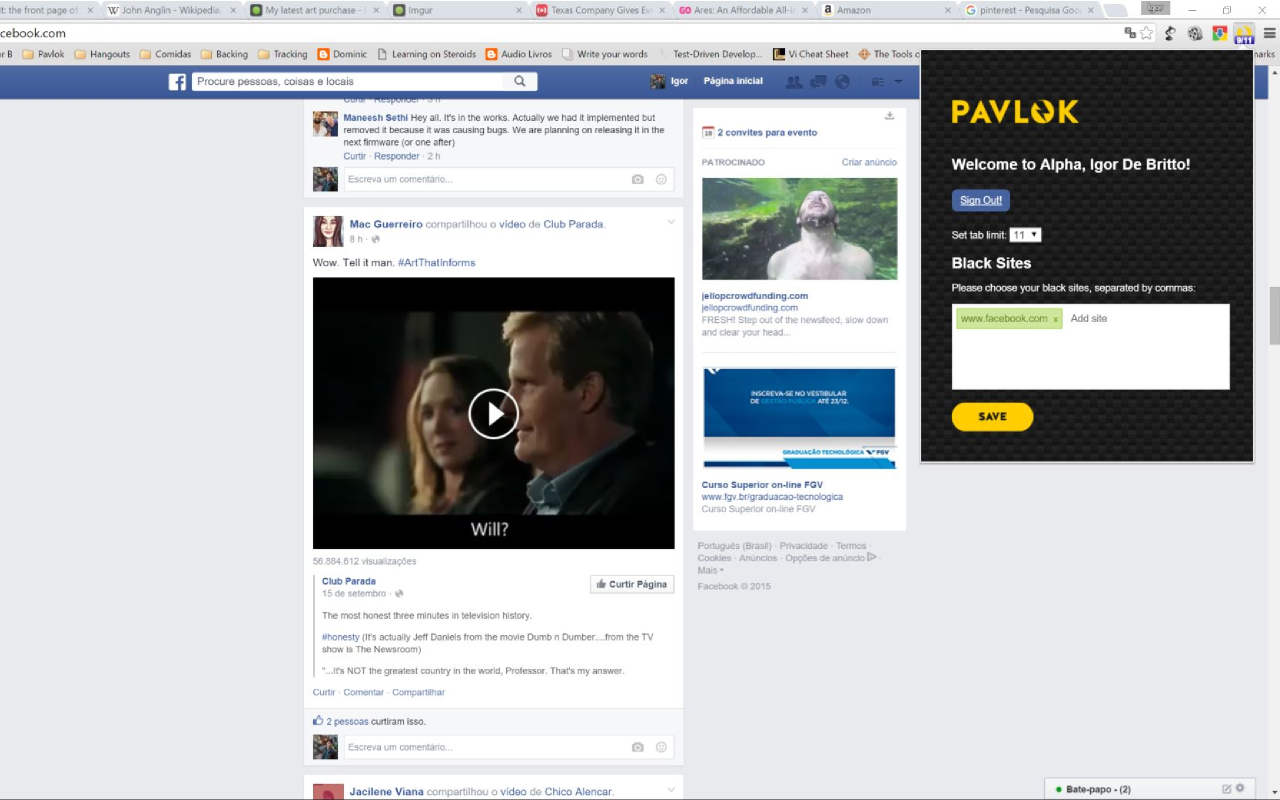 it: the front page of
John Anglin - Wikipedia,
My latest art purchase -
Imgur
Texas Company Gives Ev
Ares: An Affordable All-i
Amazon
pinterest - Pesquisa Goo
Igor
cebook.com
9/11
r B
Pavlok
Hangouts
Comidas
Backing
Tracking
Dominic
Learning on Steroids
Audio Livros
Write your words
Test-Driven Develop...
Vi Cheat Sheet
The Tools o
marks
Procure pessoas, coisas e locais
Igor
Página inicial
Curtir · Responder · 3 h
Maneesh Sethi Hey all. It's in the works. Actually we had it implemented but
removed it because it was causing bugs. We are planning on releasing it in the
next firmware (or one after)
Curtir · Responder · 2 h
Escreva um comentário...
Mac Guerreiro compartilhou o vídeo de Club Parada.
8 h ·
Wow. Tell it man. #ArtThatInforms
Will?
56.884.612 visualizações
Club Parada
15 de setembro ·
Curtir Página
The most honest three minutes in television history.
#honesty (It's actually Jeff Daniels from the movie Dumb n Dumber....from the TV
show is The Newsroom)
"...It's NOT the greatest country in the world, Professor. That's my answer.
Curtir · Comentar · Compartilhar
2 pessoas curtiram isso.
Escreva um comentário...
Jacilene Viana compartilhou o vídeo de Chico Alencar.
2 convites para evento
PATROCINADO
Criar anúncio
jellopcrowdfunding.com
jellopcrowdfunding.com
FRESH! Step out of the newsfeed, slow down
and clear your head...
INSCREVA-SE NO VESTIBULAR
DE GESTÃO PÚBLICA ATÉ 23/12.
GRADUAÇÃO TECNOLÓGICA FGV
Curso Superior on-line FGV
www.fgv.br/graduacao-tecnologica
Curso Superior on-line FGV
Português (Brasil) · Privacidade · Termos ·
Cookies · Anúncios · Opções de anúncio ·
Mais
Facebook © 2015
PAVLOK
Welcome to Alpha, Igor De Britto!
Sign Out!
Set tab limit: 11
Black Sites
Please choose your black sites, separated by commas:
www.facebook.com x
Add site
SAVE
Bate-papo - (2)